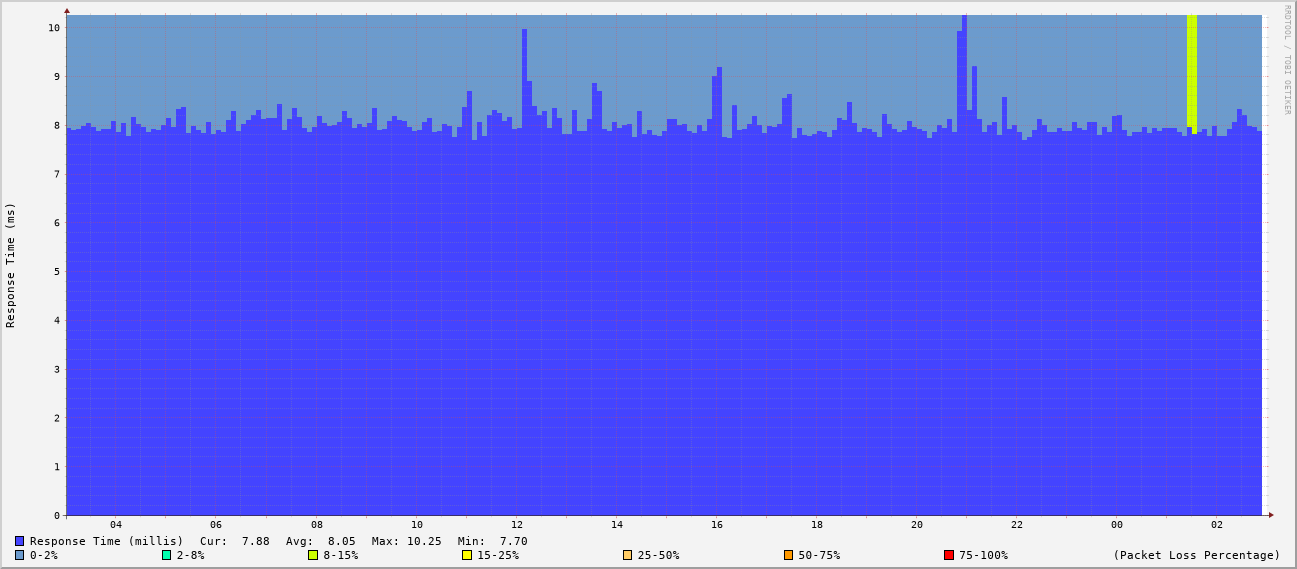 RRDTOOL / TOBI OETIKER
Response Time (ms)
10
9
8
7
6
5
4
3
2
1
0
04 06 08 10 12 14 16 18 20 22 00 02
Response Time (millis) Cur: 7.88 Avg: 8.05 Max: 10.25 Min: 7.70
0-2% 2-8% 8-15% 15-25% 25-50% 50-75% 75-100% (Packet Loss Percentage)